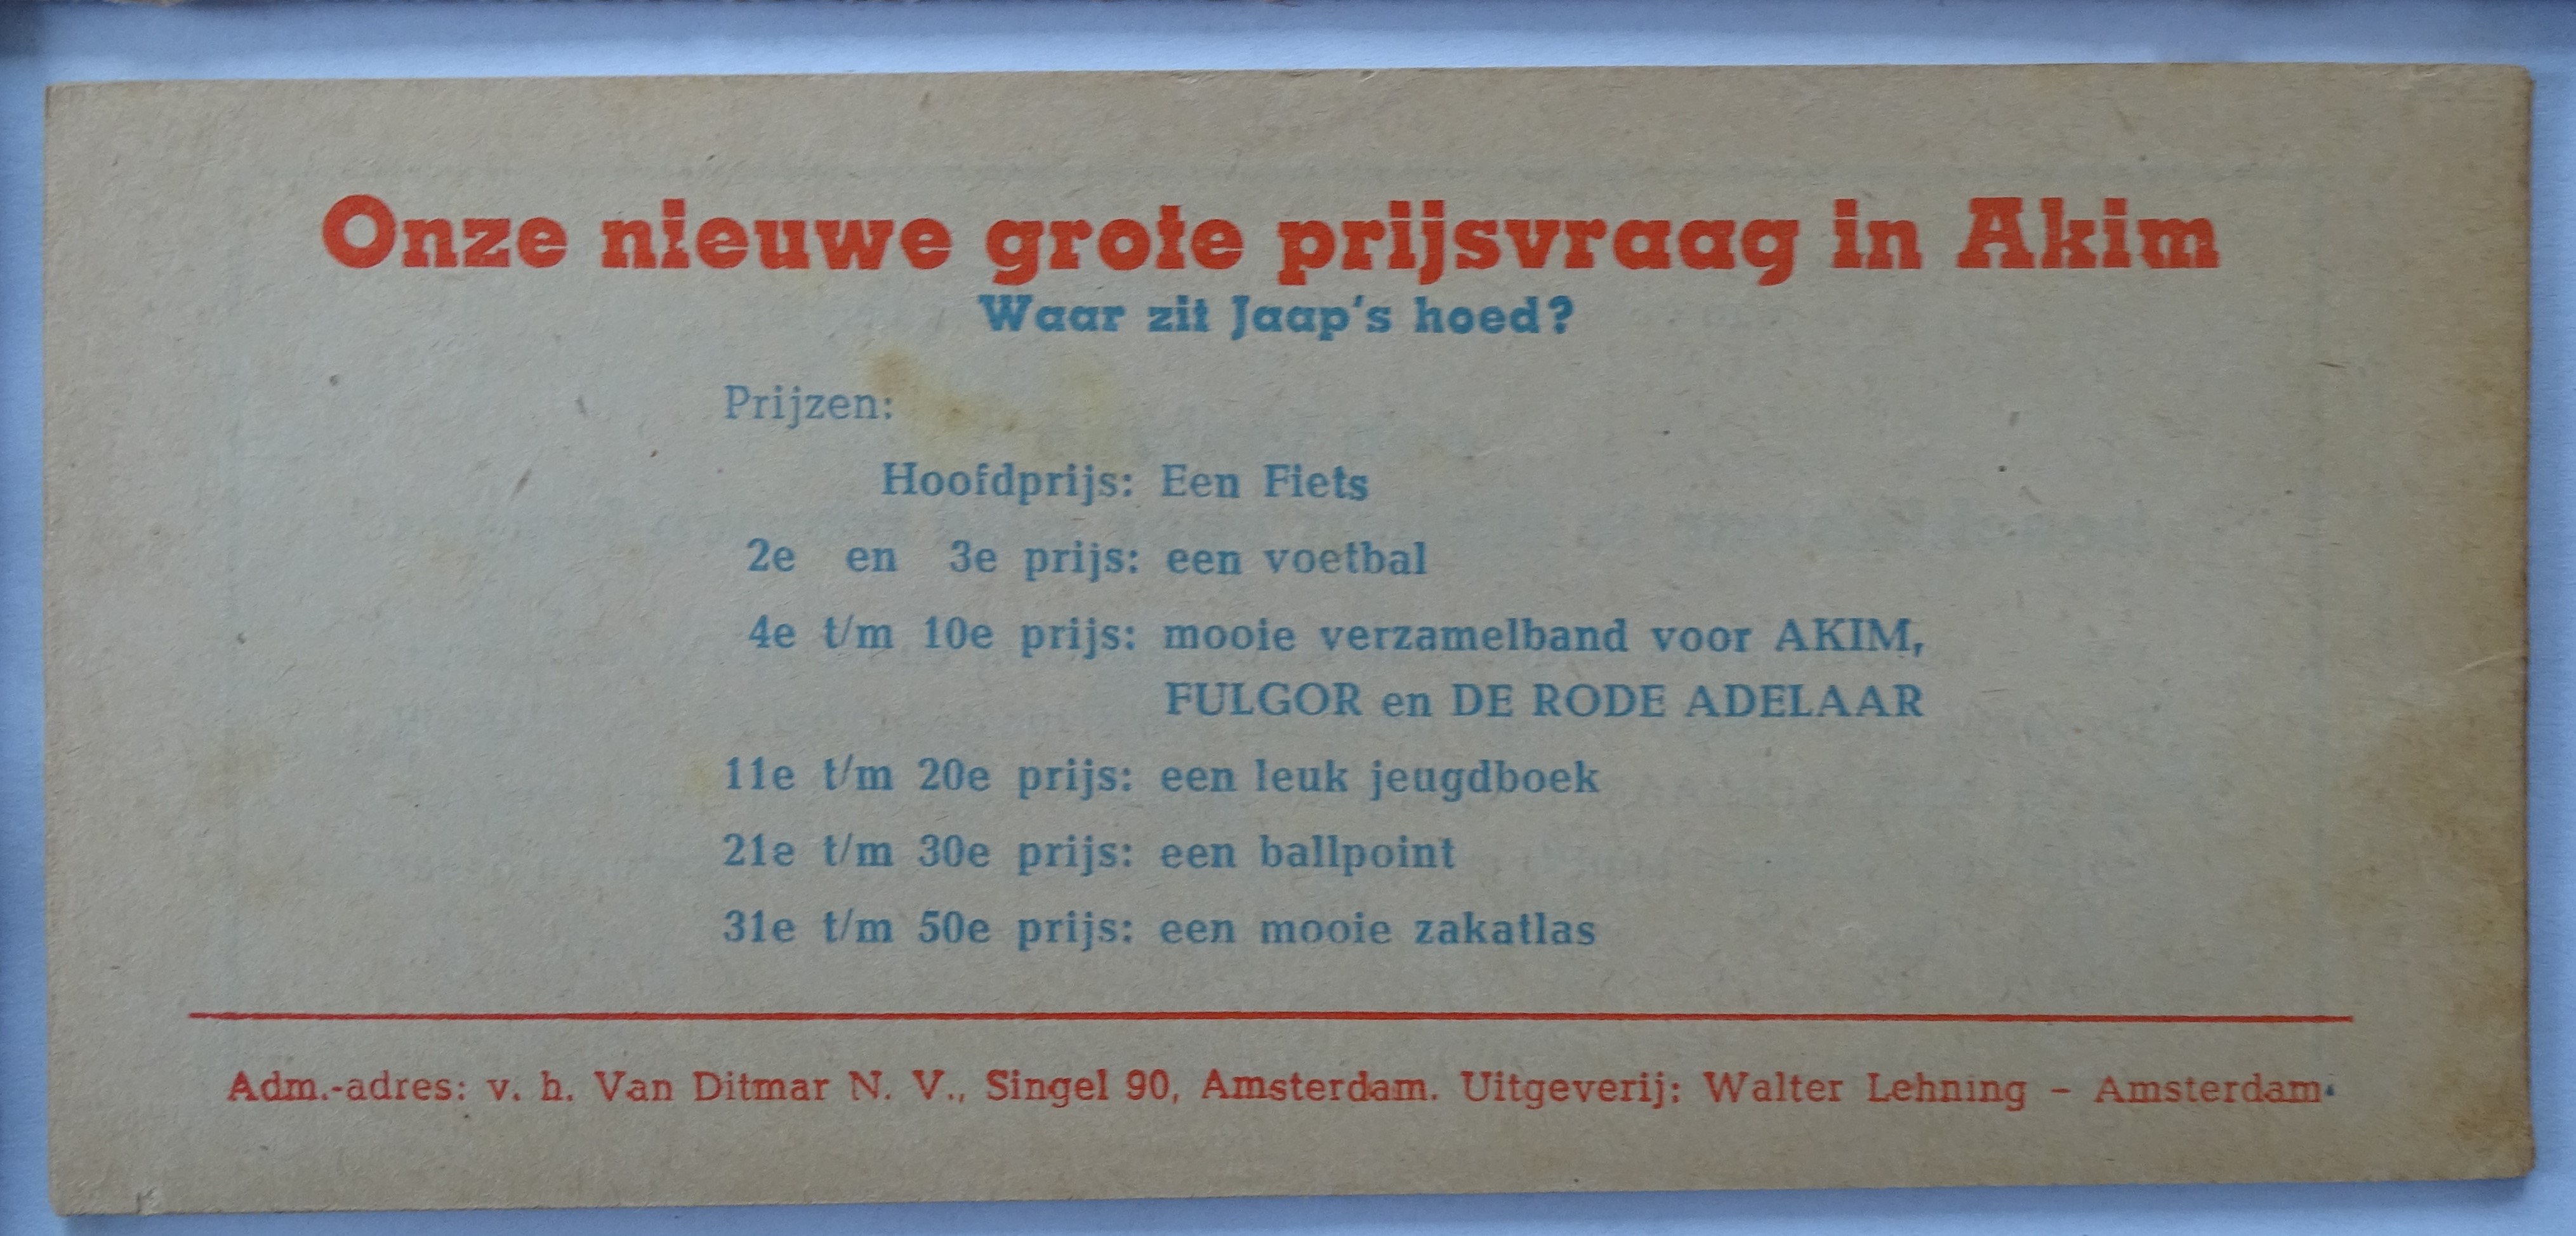 Onze nieuwe grote prijsvraag in Akim
Waar zit Jaap's hoed?
Prijzen:
Hoofdprijs: Een Fiets
2e en 3e prijs: een voetbal
4e t/m 10e prijs: mooie verzamelband voor AKIM,
FULGOR en DE RODE ADELAAR
11e t/m 20e prijs: een leuk jeugdboek
21e t/m 30e prijs: een ballpoint
31e t/m 50e prijs: een mooie zakatlas
Adm.-adres: v. h. Van Ditmar N. V., Singel 90, Amsterdam. Uitgeverij: Walter Lehning – Amsterdam.